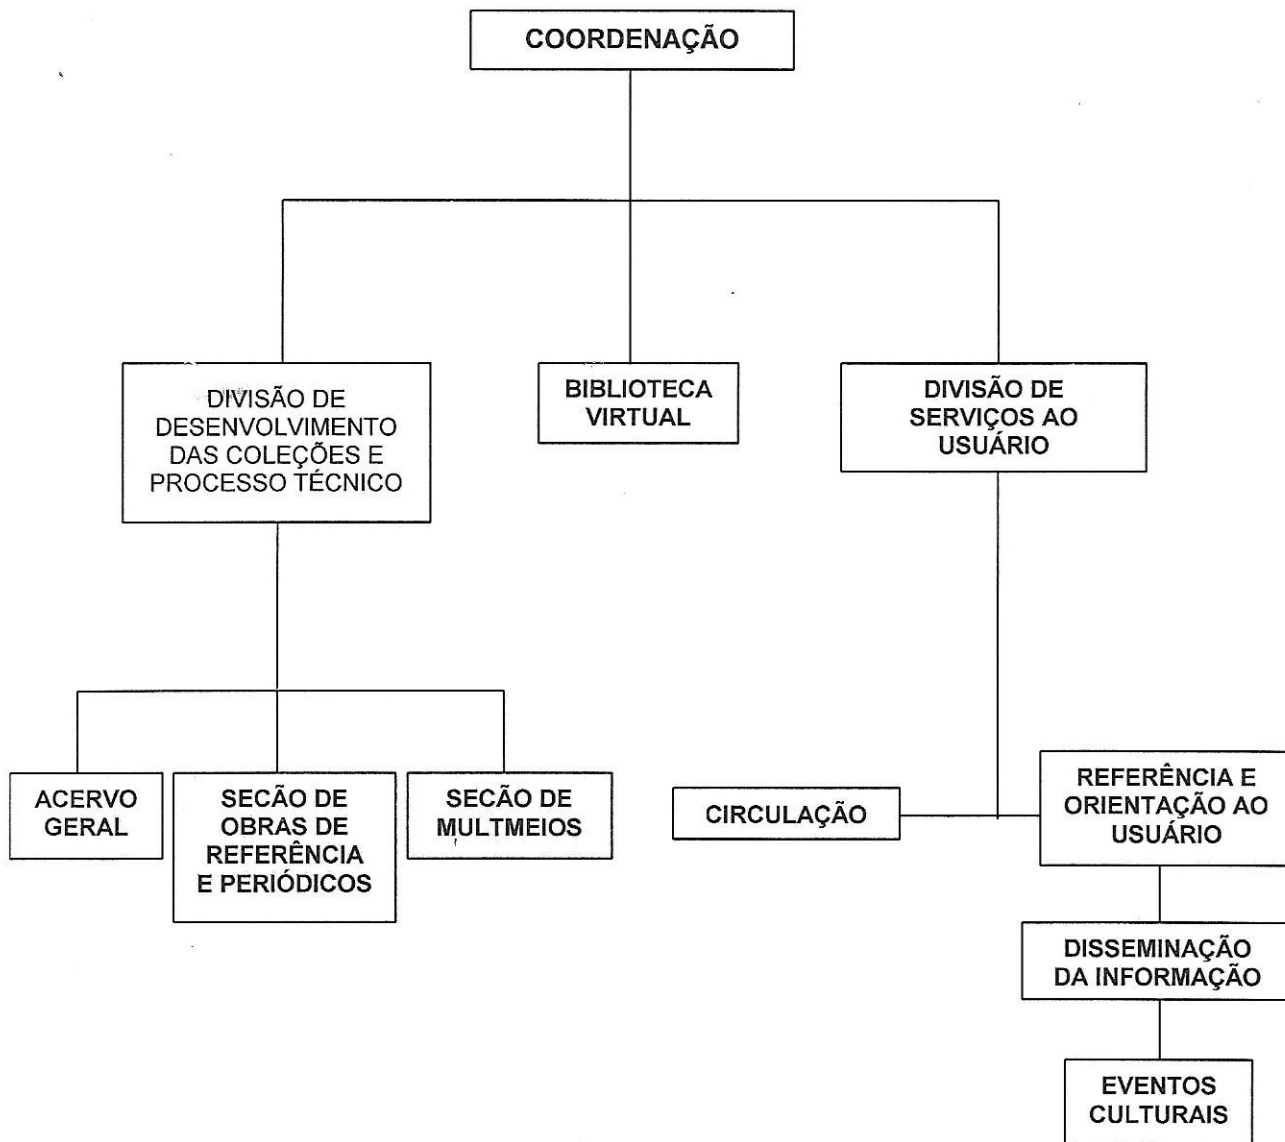 COORDENAÇÃO
DIVISÃO DE
DESENVOLVIMENTO
DAS COLEÇÕES E
PROCESSO TÉCNICO
BIBLIOTECA
VIRTUAL
DIVISÃO DE
SERVIÇOS AO
USUÁRIO
ACERVO
GERAL
SECÃO DE
OBRAS DE
REFERÊNCIA
E PERIÓDICOS
SECÃO DE
MULTMEIOS
CIRCULAÇÃO
REFERÊNCIA E
ORIENTAÇÃO AO
USUÁRIO
DISSEMINAÇÃO
DA INFORMAÇÃO
EVENTOS
CULTURAIS